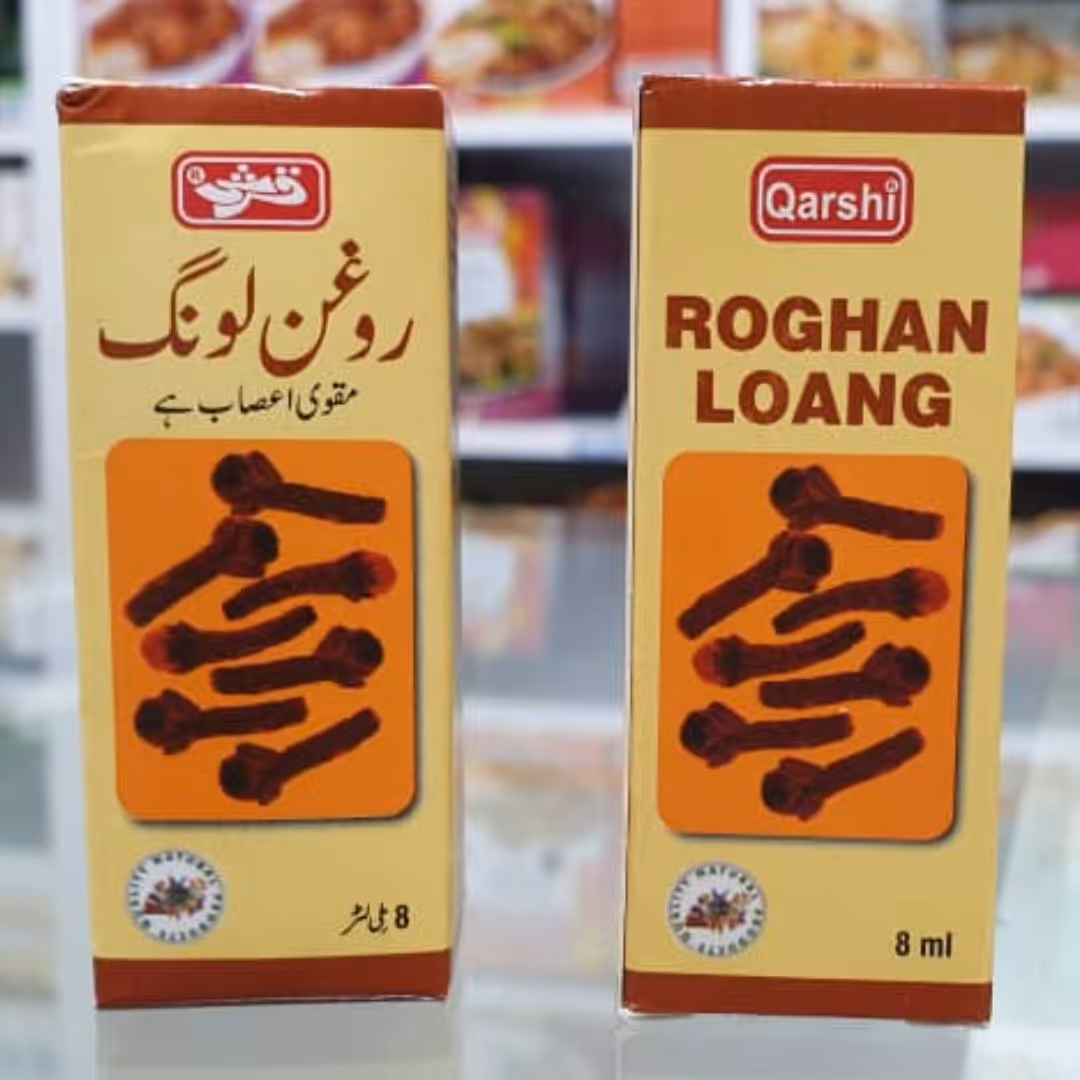 قرشی
روغن لونگ
مقوی اعصاب ہے
8 ملی لٹر
Qarshi
ROGHAN
LOANG
8 ml